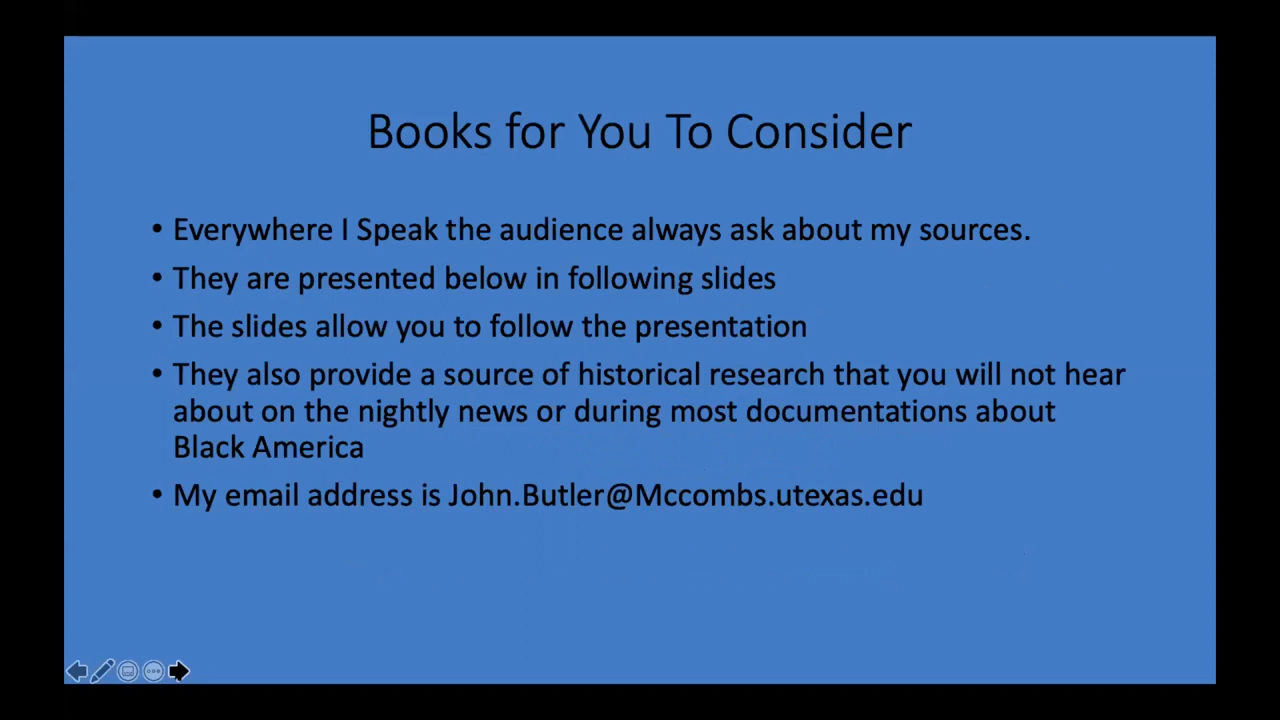 Books for You To Consider
• Everywhere I Speak the audience always ask about my sources.
• They are presented below in following slides
• The slides allow you to follow the presentation
• They also provide a source of historical research that you will not hear
about on the nightly news or during most documentations about
Black America
• My email address is John.Butler@Mccombs.utexas.edu